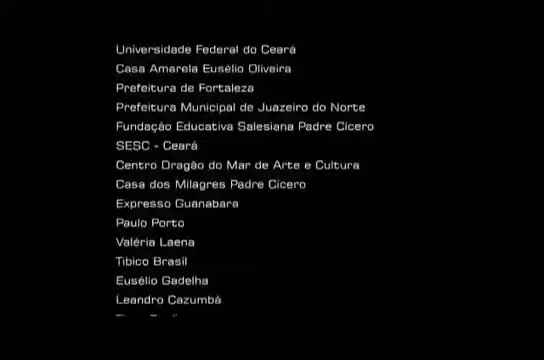 Universidade Federal do Ceará
Casa Amarela Eusélio Oliveira
Prefeitura de Fortaleza
Prefeitura Municipal de Juazeiro do Norte
Fundação Educativa Salesiana Padre Cícero
SESC - Ceará
Centro Dragão do Mar de Arte e Cultura
Casa dos Milagres Padre Cícero
Expresso Guanabara
Paulo Porto
Valéria Laena
Tibico Brasil
Eusélio Gadelha
Leandro Cazumbá